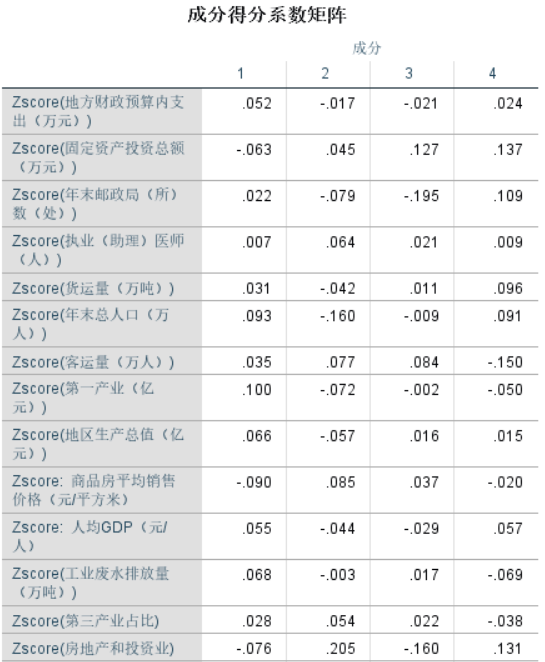 成分得分系数矩阵
成分
1 2 3 4
Zscore(地方财政预算内支 .052 -.017 -.021 .024
出（万元）)
Zscore(固定资产投资总额 -.063 .045 .127 .137
（万元）)
Zscore(年末邮政局（所） .022 -.079 -.195 .109
数（处）)
Zscore(执业（助理）医师 .007 .064 .021 .009
（人）)
Zscore(货运量（万吨）) .031 -.042 .011 .096
Zscore(年末总人口（万 .093 -.160 -.009 .091
人）)
Zscore(客运量（万人）) .035 .077 .084 -.150
Zscore(第一产业（亿 .100 -.072 -.002 -.050
元）)
Zscore(地区生产总值（亿 .066 -.057 .016 .015
元）)
Zscore: 商品房平均销售 -.090 .085 .037 -.020
价格（元/平方米）
Zscore: 人均GDP（元/ .055 -.044 -.029 .057
人）
Zscore(工业废水排放量 .068 -.003 .017 -.069
（万吨）)
Zscore(第三产业占比) .028 .054 .022 -.038
Zscore(房地产和投资业) -.076 .205 -.160 .131